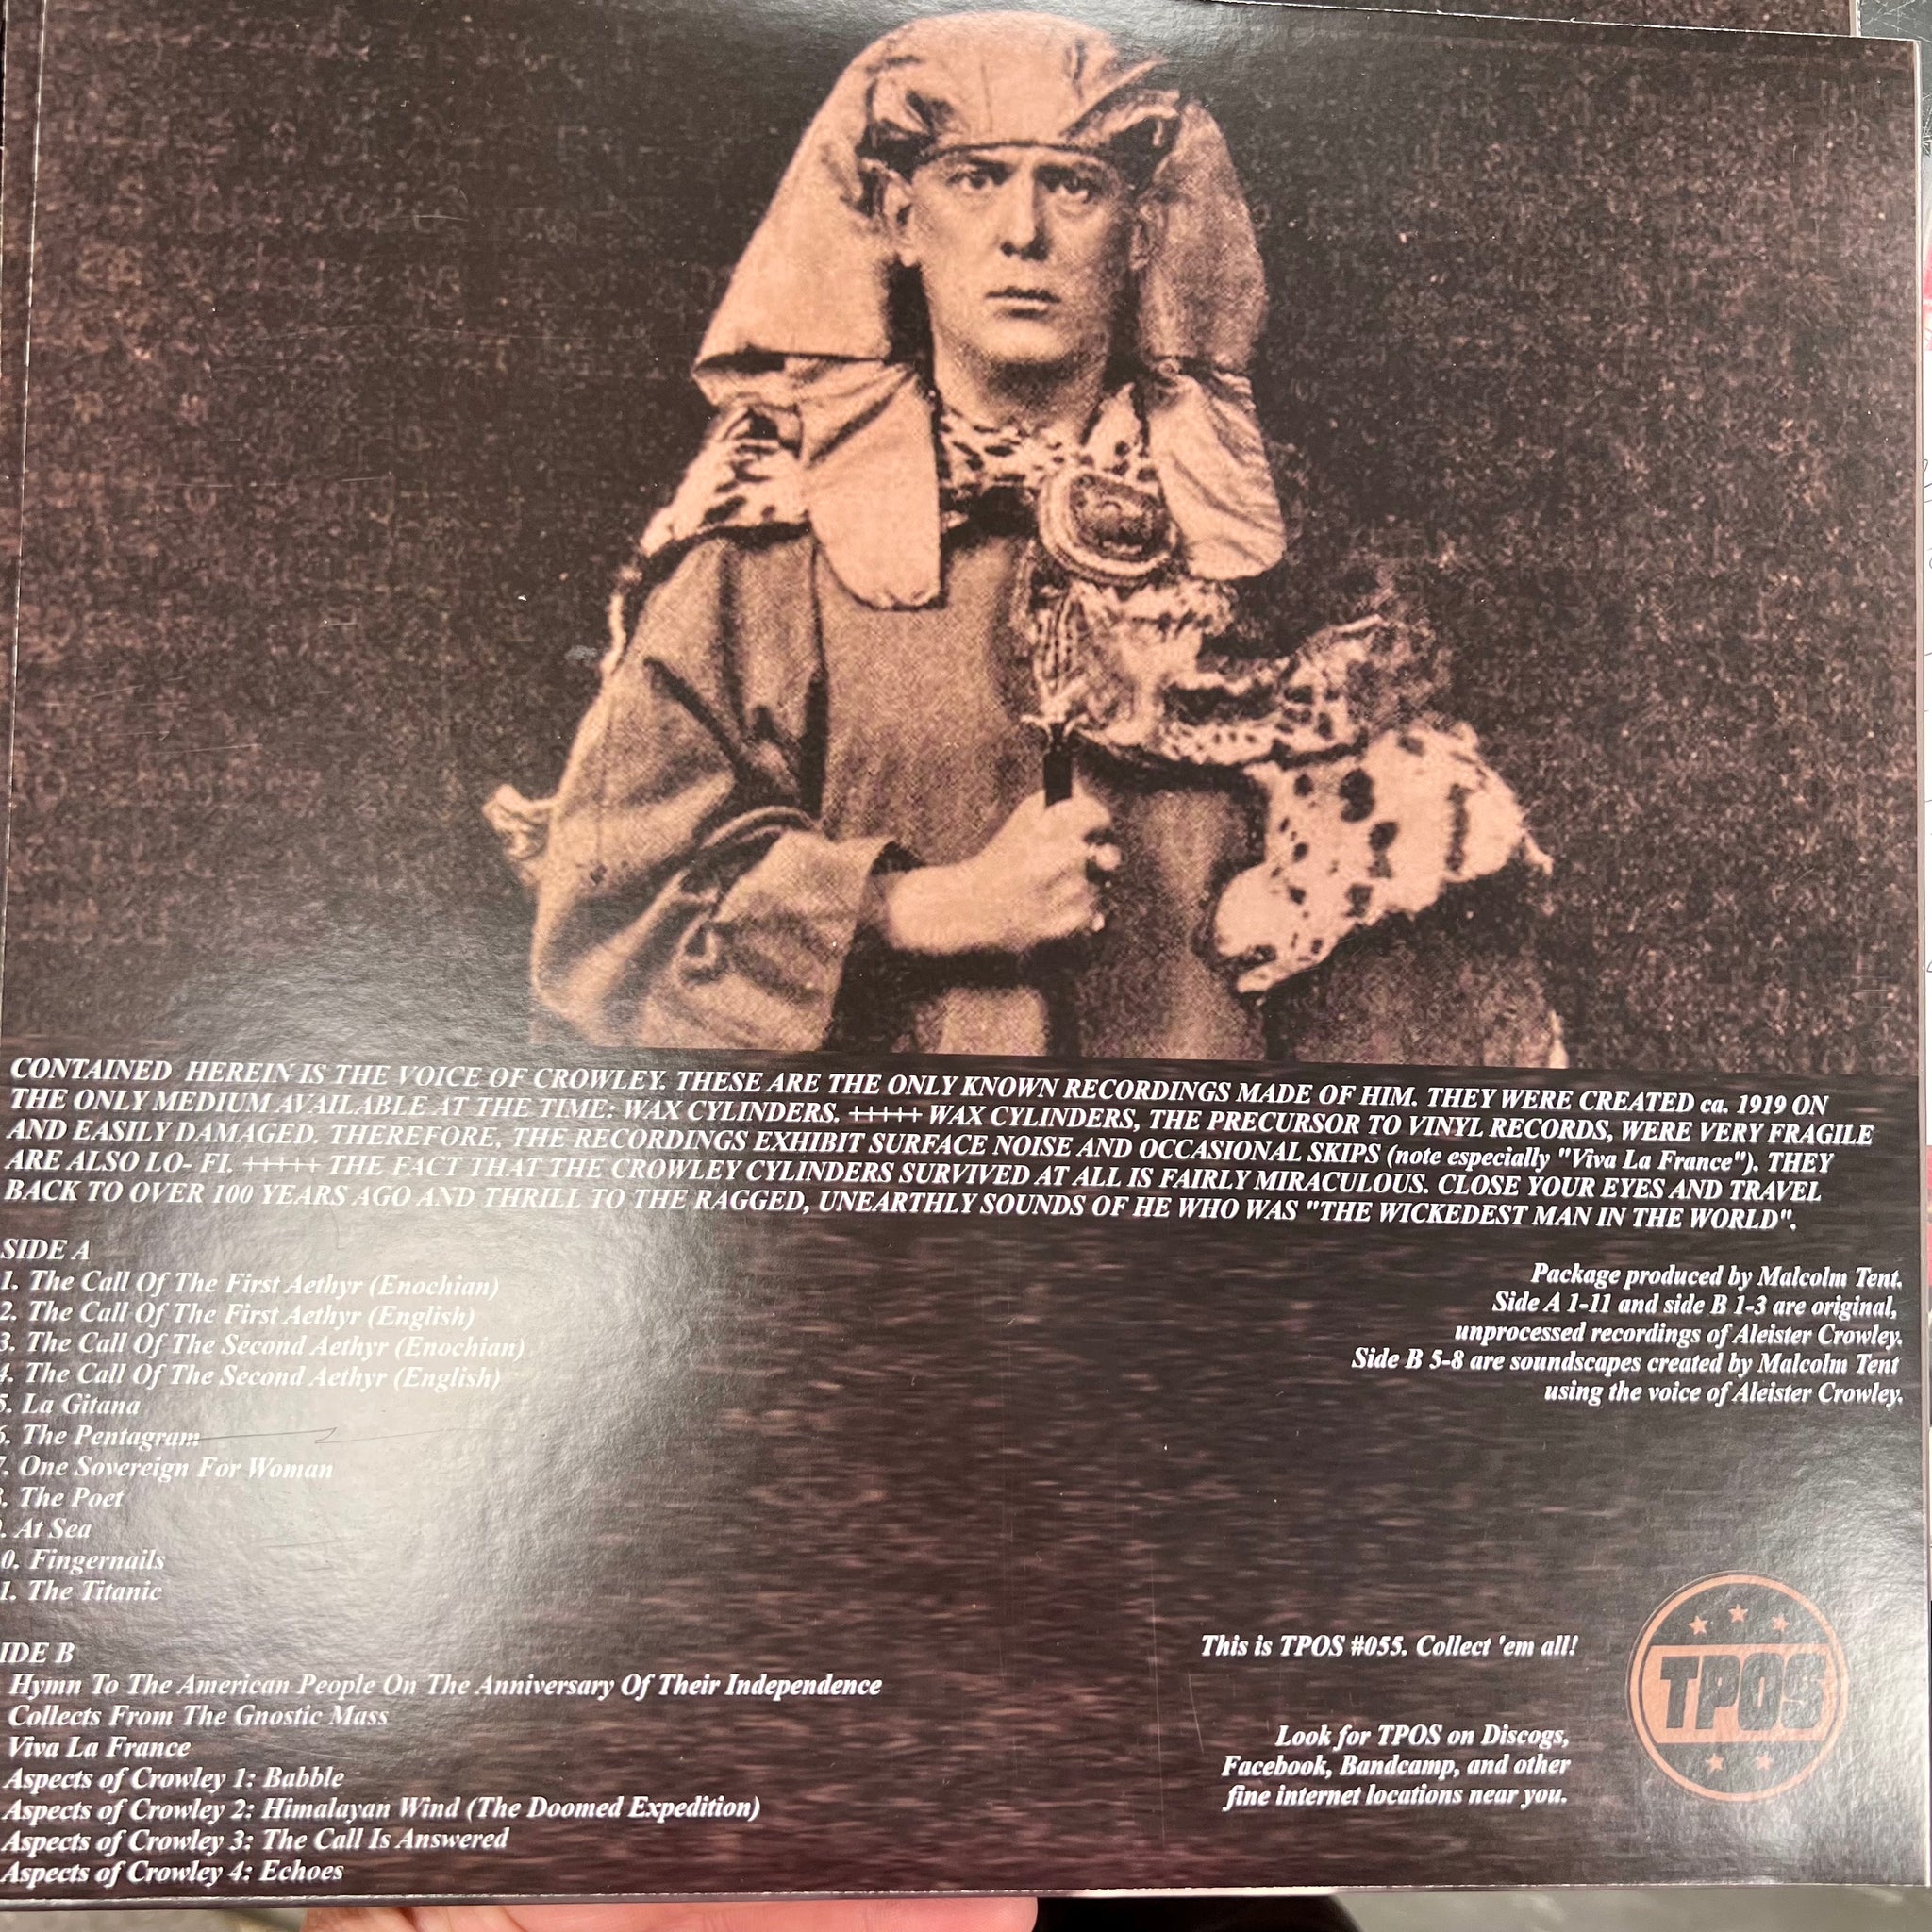 CONTAINED HEREIN IS THE VOICE OF CROWLEY. THESE ARE THE ONLY KNOWN RECORDINGS MADE OF HIM. THEY WERE CREATED ca. 1919 ON
THE ONLY MEDIUM AVAILABLE AT THE TIME: WAX CYLINDERS. +++++ WAX CYLINDERS, THE PRECURSOR TO VINYL RECORDS, WERE VERY FRAGILE
AND EASILY DAMAGED. THEREFORE, THE RECORDINGS EXHIBIT SURFACE NOISE AND OCCASIONAL SKIPS (note especially "Viva La France"). THEY
ARE ALSO LO- FI. +++++ THE FACT THAT THE CROWLEY CYLINDERS SURVIVED AT ALL IS FAIRLY MIRACULOUS. CLOSE YOUR EYES AND TRAVEL
BACK TO OVER 100 YEARS AGO AND THRILL TO THE RAGGED, UNEARTHLY SOUNDS OF HE WHO WAS "THE WICKEDEST MAN IN THE WORLD".
SIDE A
1. The Call Of The First Aethyr (Enochian)
2. The Call Of The First Aethyr (English)
3. The Call Of The Second Aethyr (Enochian)
4. The Call Of The Second Aethyr (English)
5. La Gitana
6. The Pentagram
7. One Sovereign For Woman
. The Poet
. At Sea
0. Fingernails
1. The Titanic
Package produced by Malcolm Tent.
Side A 1-11 and side B 1-3 are original,
unprocessed recordings of Aleister Crowley.
Side B 5-8 are soundscapes created by Malcolm Tent
using the voice of Aleister Crowley.
IDE B
Hymn To The American People On The Anniversary Of Their Independence
Collects From The Gnostic Mass
Viva La France
Aspects of Crowley 1: Babble
Aspects of Crowley 2: Himalayan Wind (The Doomed Expedition)
Aspects of Crowley 3: The Call Is Answered
Aspects of Crowley 4: Echoes
This is TPOS #055. Collect 'em all!
Look for TPOS on Discogs,
Facebook, Bandcamp, and other
fine internet locations near you.
TPOS